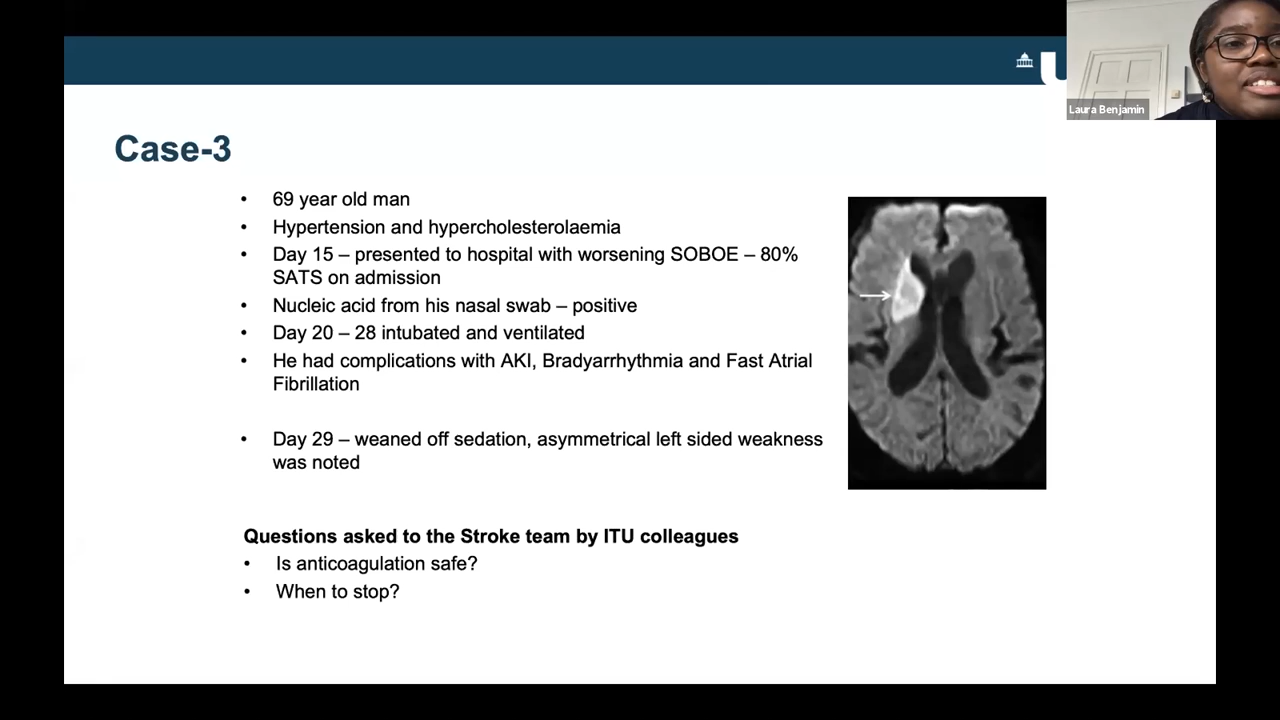 Laura Benjamin
Case-3
• 69 year old man
• Hypertension and hypercholesterolaemia
• Day 15 – presented to hospital with worsening SOBOE – 80%
SATS on admission
• Nucleic acid from his nasal swab – positive
• Day 20 – 28 intubated and ventilated
• He had complications with AKI, Bradyarrhythmia and Fast Atrial
Fibrillation
• Day 29 – weaned off sedation, asymmetrical left sided weakness
was noted
Questions asked to the Stroke team by ITU colleagues
• Is anticoagulation safe?
• When to stop?